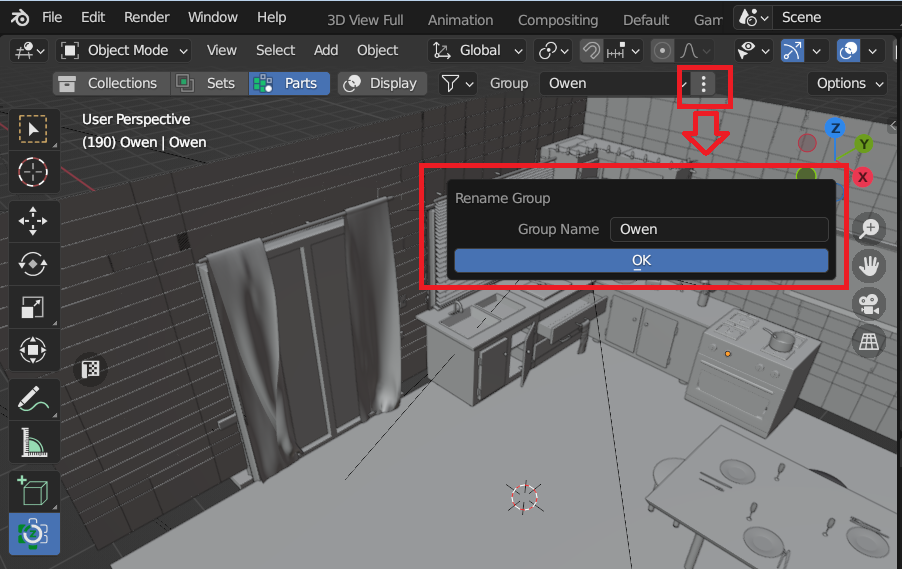 File Edit Render Window Help 3D View Full Animation Compositing Default Gam Scene
Object Mode View Select Add Object Global
Collections Sets Parts Display Group Owen Options
User Perspective
(190) Owen | Owen
Z
Y
X
Rename Group
Group Name Owen
OK